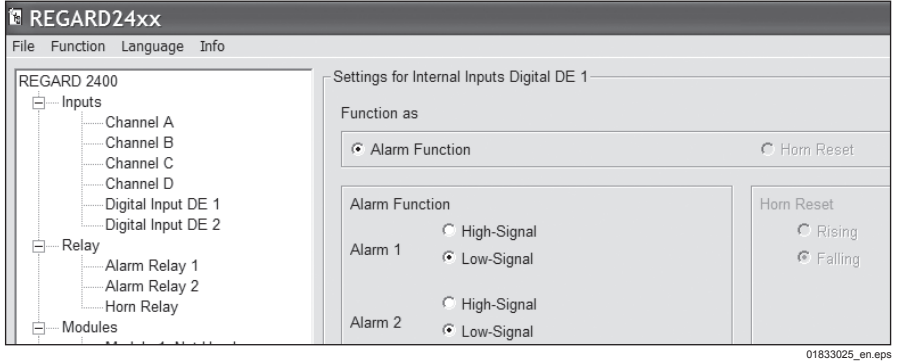 REGARD24xx
File Function Language Info
REGARD 2400
Inputs
Channel A
Channel B
Channel C
Channel D
Digital Input DE 1
Digital Input DE 2
Relay
Alarm Relay 1
Alarm Relay 2
Horn Relay
Modules
Settings for Internal Inputs Digital DE 1
Function as
Alarm Function
Horn Reset
Alarm Function
Alarm 1
High-Signal
Low-Signal
Alarm 2
High-Signal
Low-Signal
Horn Reset
Rising
Falling
01833025_en.eps